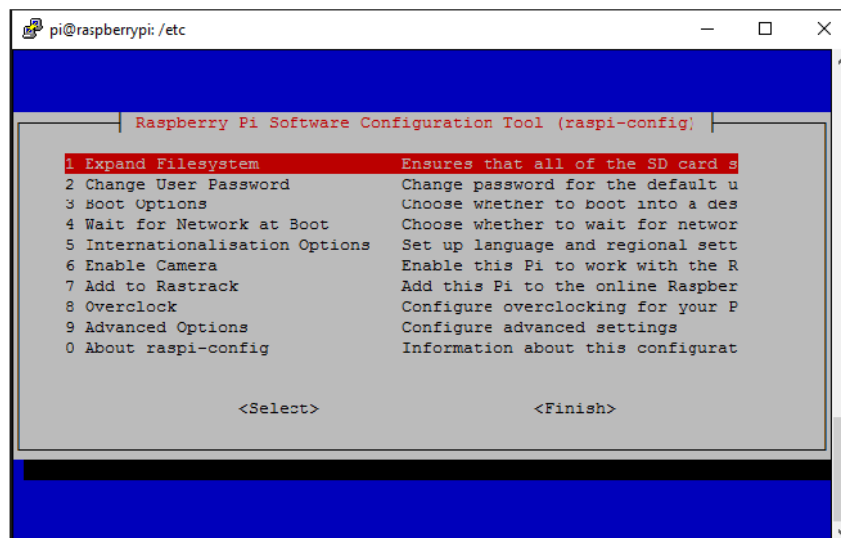 pi@raspberrypi: /etc
Raspberry Pi Software Configuration Tool (raspi-config)
1 Expand Filesystem Ensures that all of the SD card s
2 Change User Password Change password for the default u
3 Boot Options Choose whether to boot into a des
4 Wait for Network at Boot Choose whether to wait for networ
5 Internationalisation Options Set up language and regional sett
6 Enable Camera Enable this Pi to work with the R
7 Add to Rastrack Add this Pi to the online Raspber
8 Overclock Configure overclocking for your P
9 Advanced Options Configure advanced settings
0 About raspi-config Information about this configurat
<Select> <Finish>